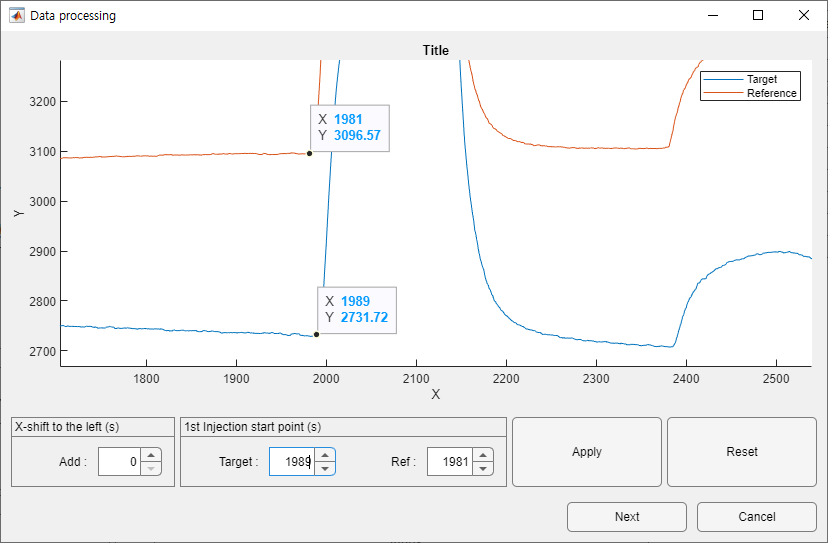 Data processing
Title
Target
Reference
X 1981
Y 3096.57
X 1989
Y 2731.72
3200
3100
3000
2900
2800
2700
Y
1800 1900 2000 2100 2200 2300 2400 2500
X
X-shift to the left (s)
Add : 0
1st Injection start point (s)
Target : 1989 Ref : 1981
Apply
Reset
Next
Cancel